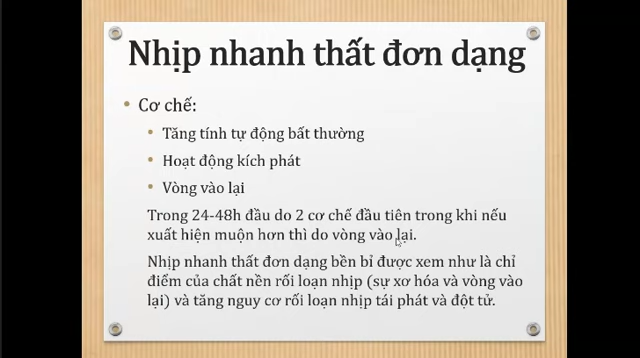 Nhịp nhanh thất đơn dạng
• Cơ chế:
• Tăng tính tự động bất thường
• Hoạt động kích phát
• Vòng vào lại
Trong 24-48h đầu do 2 cơ chế đầu tiên trong khi nếu
xuất hiện muộn hơn thì do vòng vào lại.
Nhịp nhanh thất đơn dạng bền bỉ được xem như là chỉ
điểm của chất nền rối loạn nhịp (sự xơ hóa và vòng vào
lại) và tăng nguy cơ rối loạn nhịp tái phát và đột tử.